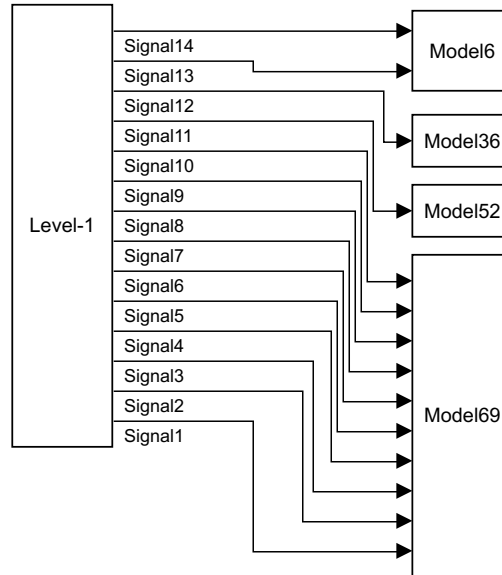 Signal14
Signal13
Signal12
Signal11
Signal10
Signal9
Signal8
Signal7
Signal6
Signal5
Signal4
Signal3
Signal2
Signal1
Level-1
Model6
Model36
Model52
Model69